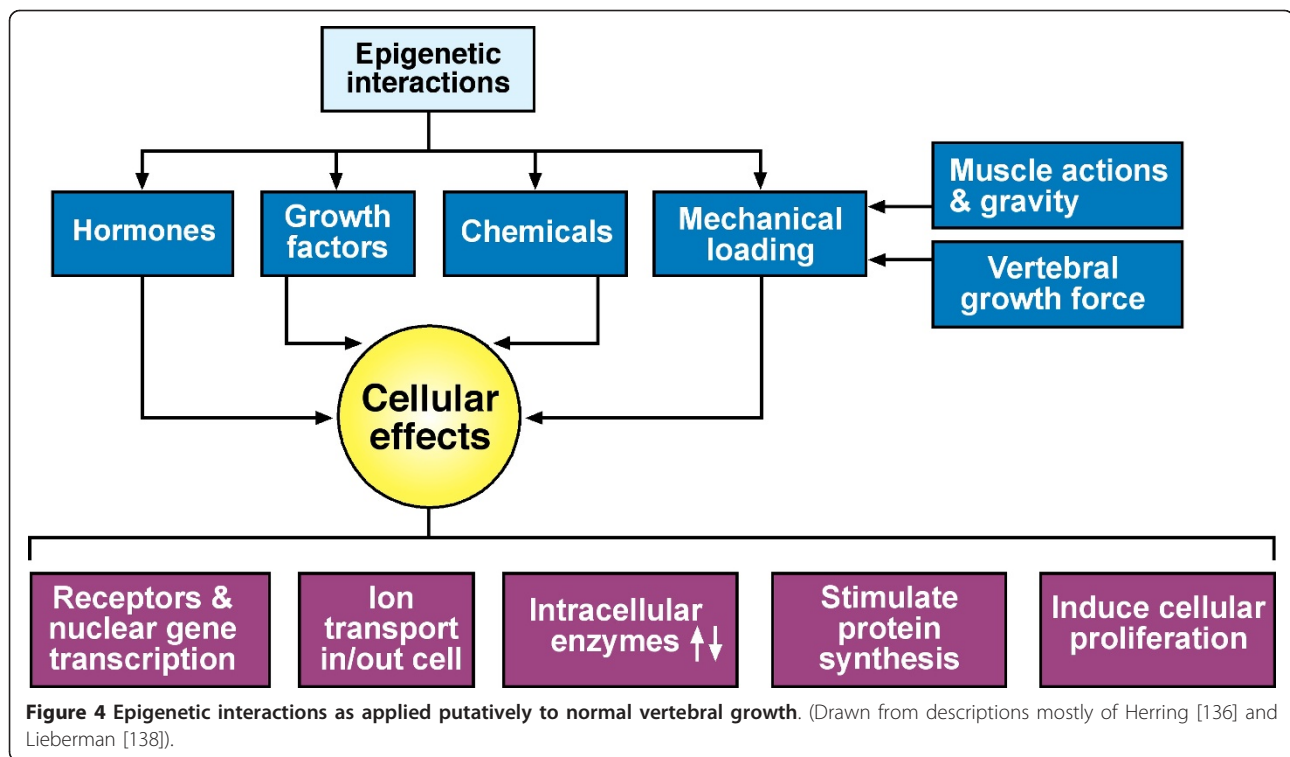 Epigenetic
interactions
Hormones
Growth
factors
Chemicals
Mechanical
loading
Muscle actions
& gravity
Vertebral
growth force
Cellular
effects
Receptors &
nuclear gene
transcription
Ion
transport
in/out cell
Intracellular
enzymes ↑↓
Stimulate
protein
synthesis
Induce cellular
proliferation
Figure 4 Epigenetic interactions as applied putatively to normal vertebral growth. (Drawn from descriptions mostly of Herring [136] and
Lieberman [138]).